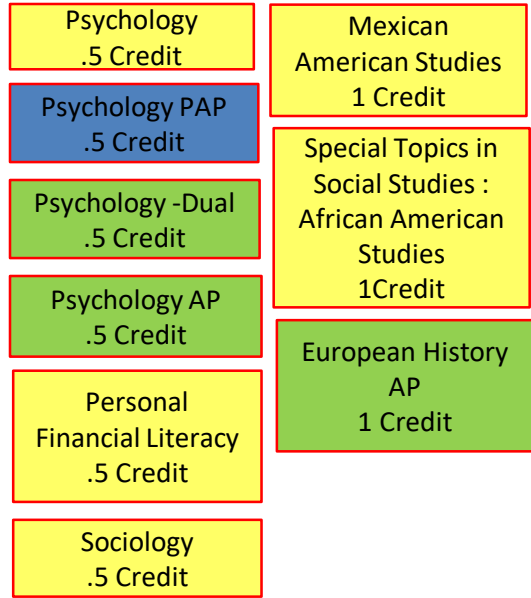 Psychology
.5 Credit
Psychology PAP
.5 Credit
Psychology -Dual
.5 Credit
Psychology AP
.5 Credit
Personal
Financial Literacy
.5 Credit
Sociology
.5 Credit
Mexican
American Studies
1 Credit
Special Topics in
Social Studies :
African American
Studies
1Credit
European History
AP
1 Credit